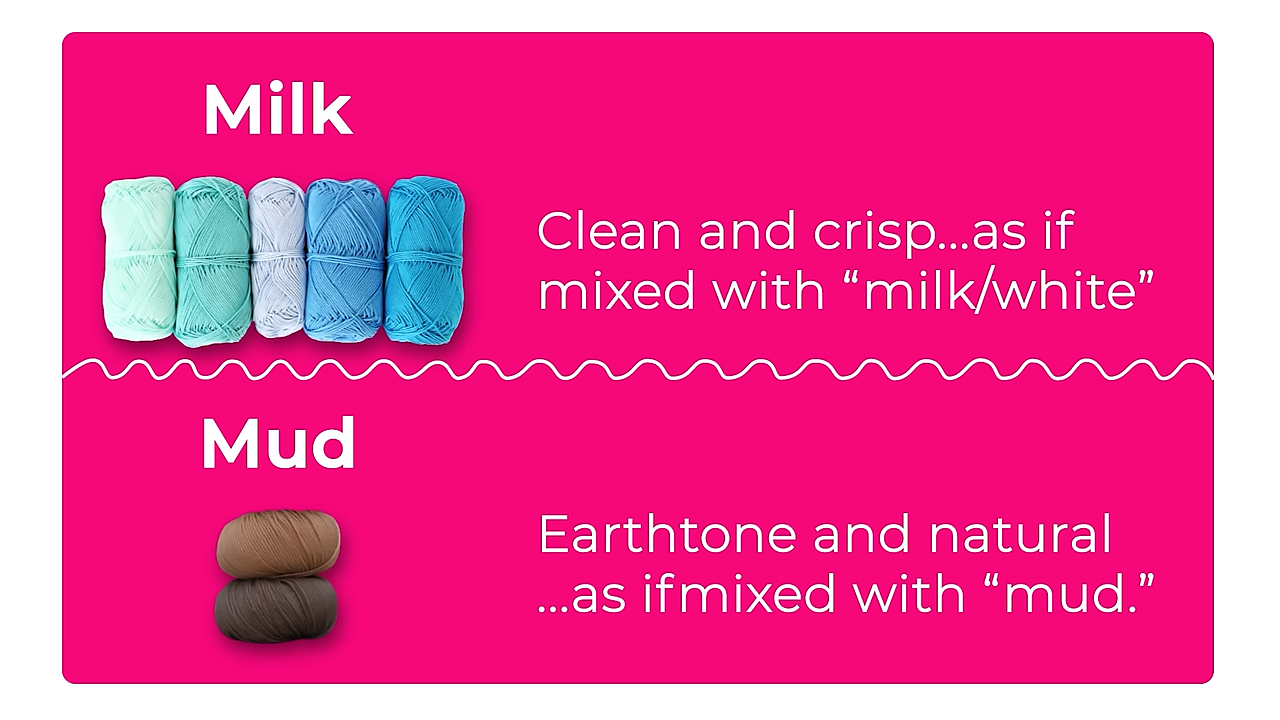 Milk
Clean and crisp...as if
mixed with “milk/white”
Mud
Earthtone and natural
...as ifmixed with “mud.”